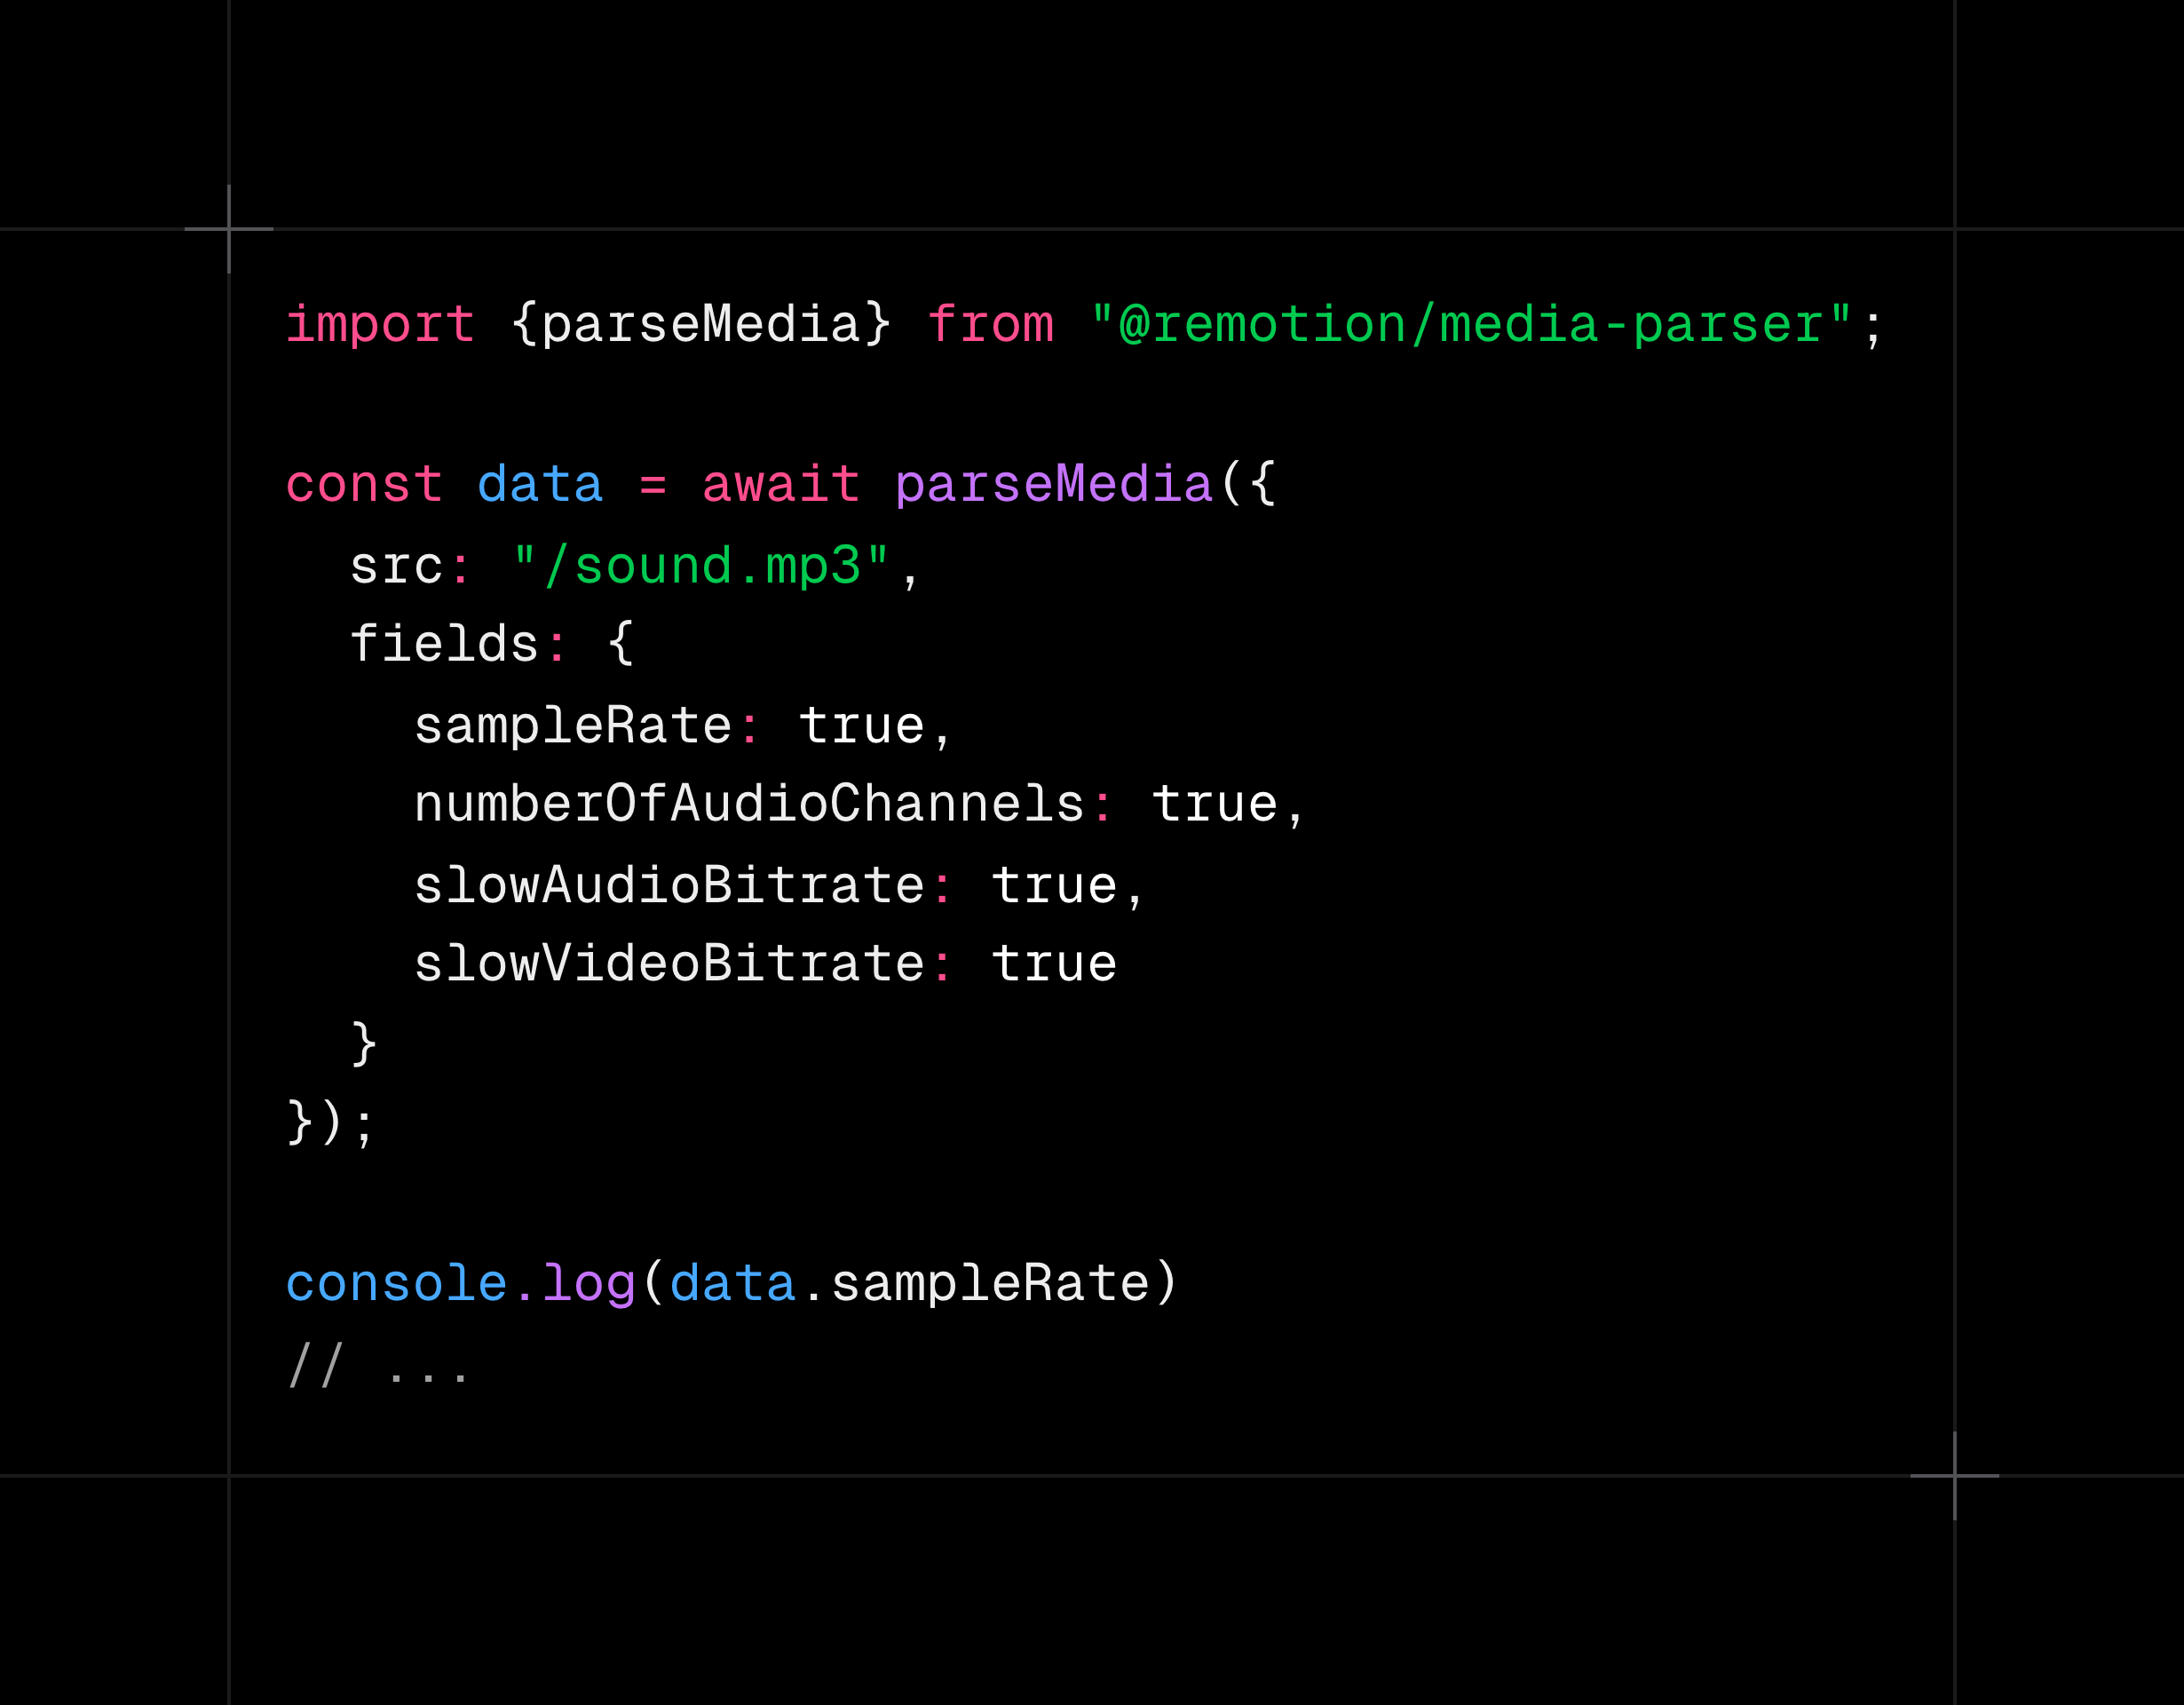 import {parseMedia} from "@remotion/media-parser";

const data = await parseMedia({
  src: "/sound.mp3",
  fields: {
    sampleRate: true,
    numberOfAudioChannels: true,
    slowAudioBitrate: true,
    slowVideoBitrate: true
  }
});

console.log(data.sampleRate)
// ...